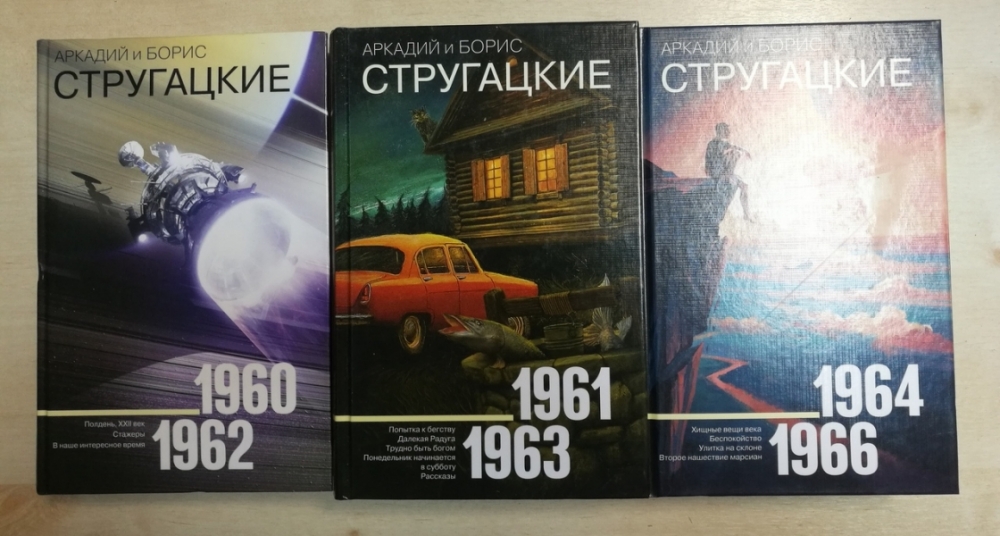 АРКАДИЙ и БОРИС
СТРУГАЦКИЕ
1960
Полдень, XXII век
Стажеры
В наше интересное время
1962
АРКАДИЙ и БОРИС
СТРУГАЦКИЕ
1961
Попытка к бегству
Далекая Радуга
Трудно быть богом
Понедельник начинается
в субботу
Рассказы
1963
АРКАДИЙ и БОРИС
СТРУГАЦКИЕ
1964
Хищные вещи века
Беспокойство
Улитка на склоне
Второе нашествие марсиан
1966